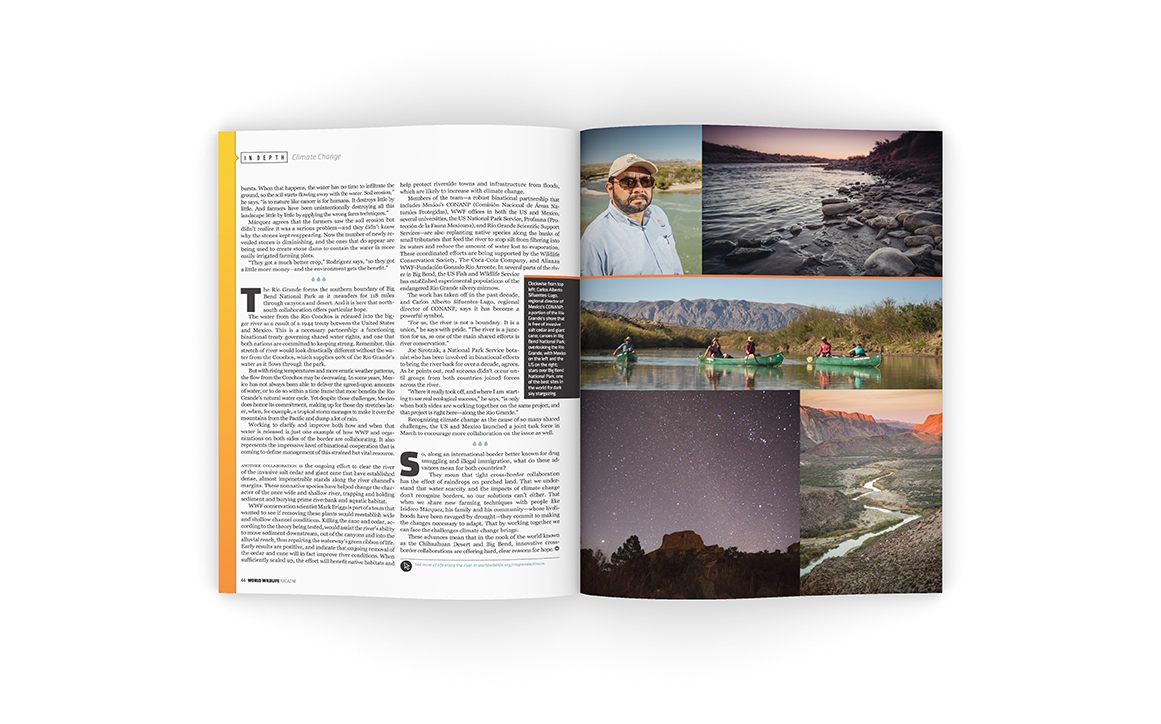 IN DEPTH Climate Change
bursts. When that happens, the water has no time to infiltrate the
ground, so the soil starts flowing away with the water. Soil erosion,”
he says, “is to nature like cancer is for humans. It destroys little by
little. And farmers have been unintentionally destroying all this
landscape little by little by applying the wrong farm techniques.”
Márquez agrees that the farmers saw the soil erosion but
didn’t realize it was a serious problem—and they didn’t know
why the stones kept reappearing. Now the number of newly re-
vealed stones is diminishing, and the ones that do appear are
being used to create stone dams to contain the water in more
easily irrigated farming plots.
“They got a much better crop,” Rodríguez says, “so they got
a little more money—and the environment gets the benefit.”
The Rio Grande forms the southern boundary of Big
Bend National Park as it meanders for 118 miles
through canyons and desert. And it is here that north-
south collaboration offers particular hope.
The water from the Rio Conchos is released into the big-
ger river as a result of a 1944 treaty between the United States
and Mexico. This is a necessary partnership; a functioning
binational treaty governing shared water rights, and one that
both nations are committed to keeping strong. Remember, this
stretch of river would look drastically different without the wa-
ter from the Conchos, which supplies 90% of the Rio Grande’s
water as it flows through the park.
But with rising temperatures and more erratic weather patterns,
the flow from the Conchos may be decreasing. In some years, Mex-
ico has not always been able to deliver the agreed-upon amounts
of water, or to do so within a time frame that most benefits the Rio
Grande’s natural water cycle. Yet despite those challenges, Mexico
does honor its commitment, making up for those dry stretches lat-
er, when, for example, a tropical storm manages to make it over the
mountains from the Pacific and dump a lot of rain.
Working to clarify and improve both how and when that
water is released is just one example of how WWF and orga-
nizations on both sides of the border are collaborating. It also
represents the impressive level of binational cooperation that is
coming to define management of this strained but vital resource.
ANOTHER COLLABORATION is the ongoing effort to clear the river
of the invasive salt cedar and giant cane that have established
dense, almost impenetrable stands along the river channel’s
margins. These nonnative species have helped change the char-
acter of the once wide and shallow river, trapping and holding
sediment and burying prime riverbank and aquatic habitat.
WWF conservation scientist Mark Briggs is part of a team that
wanted to see if removing these plants would reestablish wide
and shallow channel conditions. Killing the cane and cedar, ac-
cording to the theory being tested, would assist the river’s ability
to move sediment downstream, out of the canyons and into the
alluvial reach, thus repairing the waterway’s green ribbon of life.
Early results are positive, and indicate that ongoing removal of
the cedar and cane will in fact improve river conditions. When
sufficiently scaled up, the effort will benefit native habitats and
64 WORLD WILDLIFE MAGAZINE
help protect riverside towns and infrastructure from floods,
which are likely to increase with climate change.
Members of the team—a robust binational partnership that
includes Mexico’s CONANP (Comisión Nacional de Áreas Na-
turales Protegidas), WWF offices in both the US and Mexico,
several universities, the US National Park Service, Profauna (Pro-
tección de la Fauna Mexicana), and Rio Grande Scientific Support
Services—are also replanting native species along the banks of
small tributaries that feed the river to stop silt from filtering into
its waters and reduce the amount of water lost to evaporation.
These coordinated efforts are being supported by the Wildlife
Conservation Society, The Coca-Cola Company, and Alianza
WWF-Fundación Gonzalo Río Arronte. In several parts of the riv-
er in Big Bend, the US Fish and Wildlife Service
has established experimental populations of the
endangered Rio Grande silvery minnow.
The work has taken off in the past decade,
and Carlos Alberto Sifuentes-Lugo, regional
director of CONANP, says it has become a
powerful symbol.
“For us, the river is not a boundary. It is a
union,” he says with pride. “The river is a junc-
tion for us, so one of the main shared efforts is
river conservation.”
Joe Sirotnak, a National Park Service bota-
nist who has been involved in binational efforts
to bring the river back for over a decade, agrees.
As he points out, real success didn’t occur un-
til groups from both countries joined forces
across the river.
“Where it really took off, and where I am start-
ing to see real ecological success,” he says, “is only
when both sides are working together on the same project, and
that project is right here—along the Rio Grande.”
Recognizing climate change as the cause of so many shared
challenges, the US and Mexico launched a joint task force in
March to encourage more collaboration on the issue as well.
So, along an international border better known for drug
smuggling and illegal immigration, what do these ad-
vances mean for both countries?
They mean that tight cross-border collaboration
has the effect of raindrops on parched land. That we under-
stand that water scarcity and the impacts of climate change
don’t recognize borders, so our solutions can’t either. That
when we share new farming techniques with people like
Isidoro Márquez, his family and his community—whose liveli-
hoods have been ravaged by drought—they commit to making
the changes necessary to adapt. That by working together we
can face the challenges climate change brings.
These advances mean that in the nook of the world known
as the Chihuahuan Desert and Big Bend, innovative cross-
border collaborations are offering hard, clear reasons for hope.
See more of life along the river at
Clockwise from top
left: Carlos Alberto
Sifuentes-Lugo,
regional director of
Mexico’s CONANP;
a portion of the Rio
Grande’s shore that
is free of invasive
salt cedar and giant
cane; canoes in Big
Bend National Park;
overlooking the Rio
Grande, with Mexico
on the left and the
US on the right;
stars over Big Bend
National Park, one
of the best sites in
the world for dark
sky stargazing